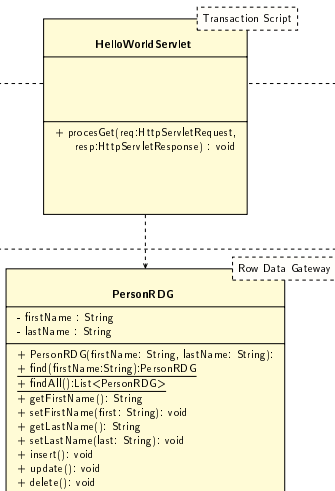 Transaction Script
HelloWorldServlet
+ procesGet(req:HttpServletRequest,
resp:HttpServletResponse) : void
Row Data Gateway
PersonRDG
- firstName : String
- lastName : String
+ PersonRDG(firstName: String, lastName: String):
+ find(firstName:String):PersonRDG
+ findAll():List<PersonRDG>
+ getFirstName(): String
+ setFirstName(first: String): void
+ getLastName(): String
+ setLastName(last: String): void
+ insert(): void
+ update(): void
+ delete(): void